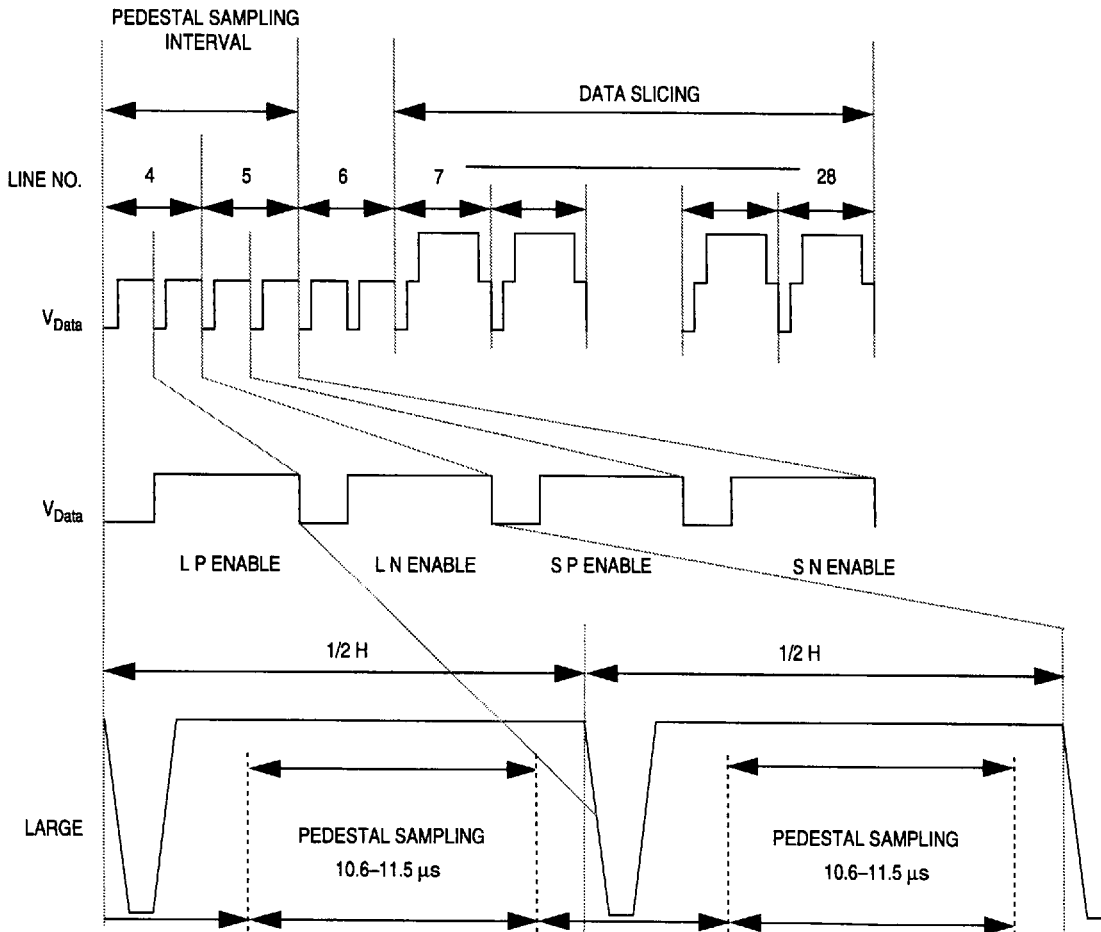 PEDESTAL SAMPLING
INTERVAL
DATA SLICING
LINE NO. 4 5 6 7 28
VData
VData
L P ENABLE L N ENABLE S P ENABLE S N ENABLE
1/2 H 1/2 H
LARGE
PEDESTAL SAMPLING PEDESTAL SAMPLING
10.6–11.5 μs 10.6–11.5 μs